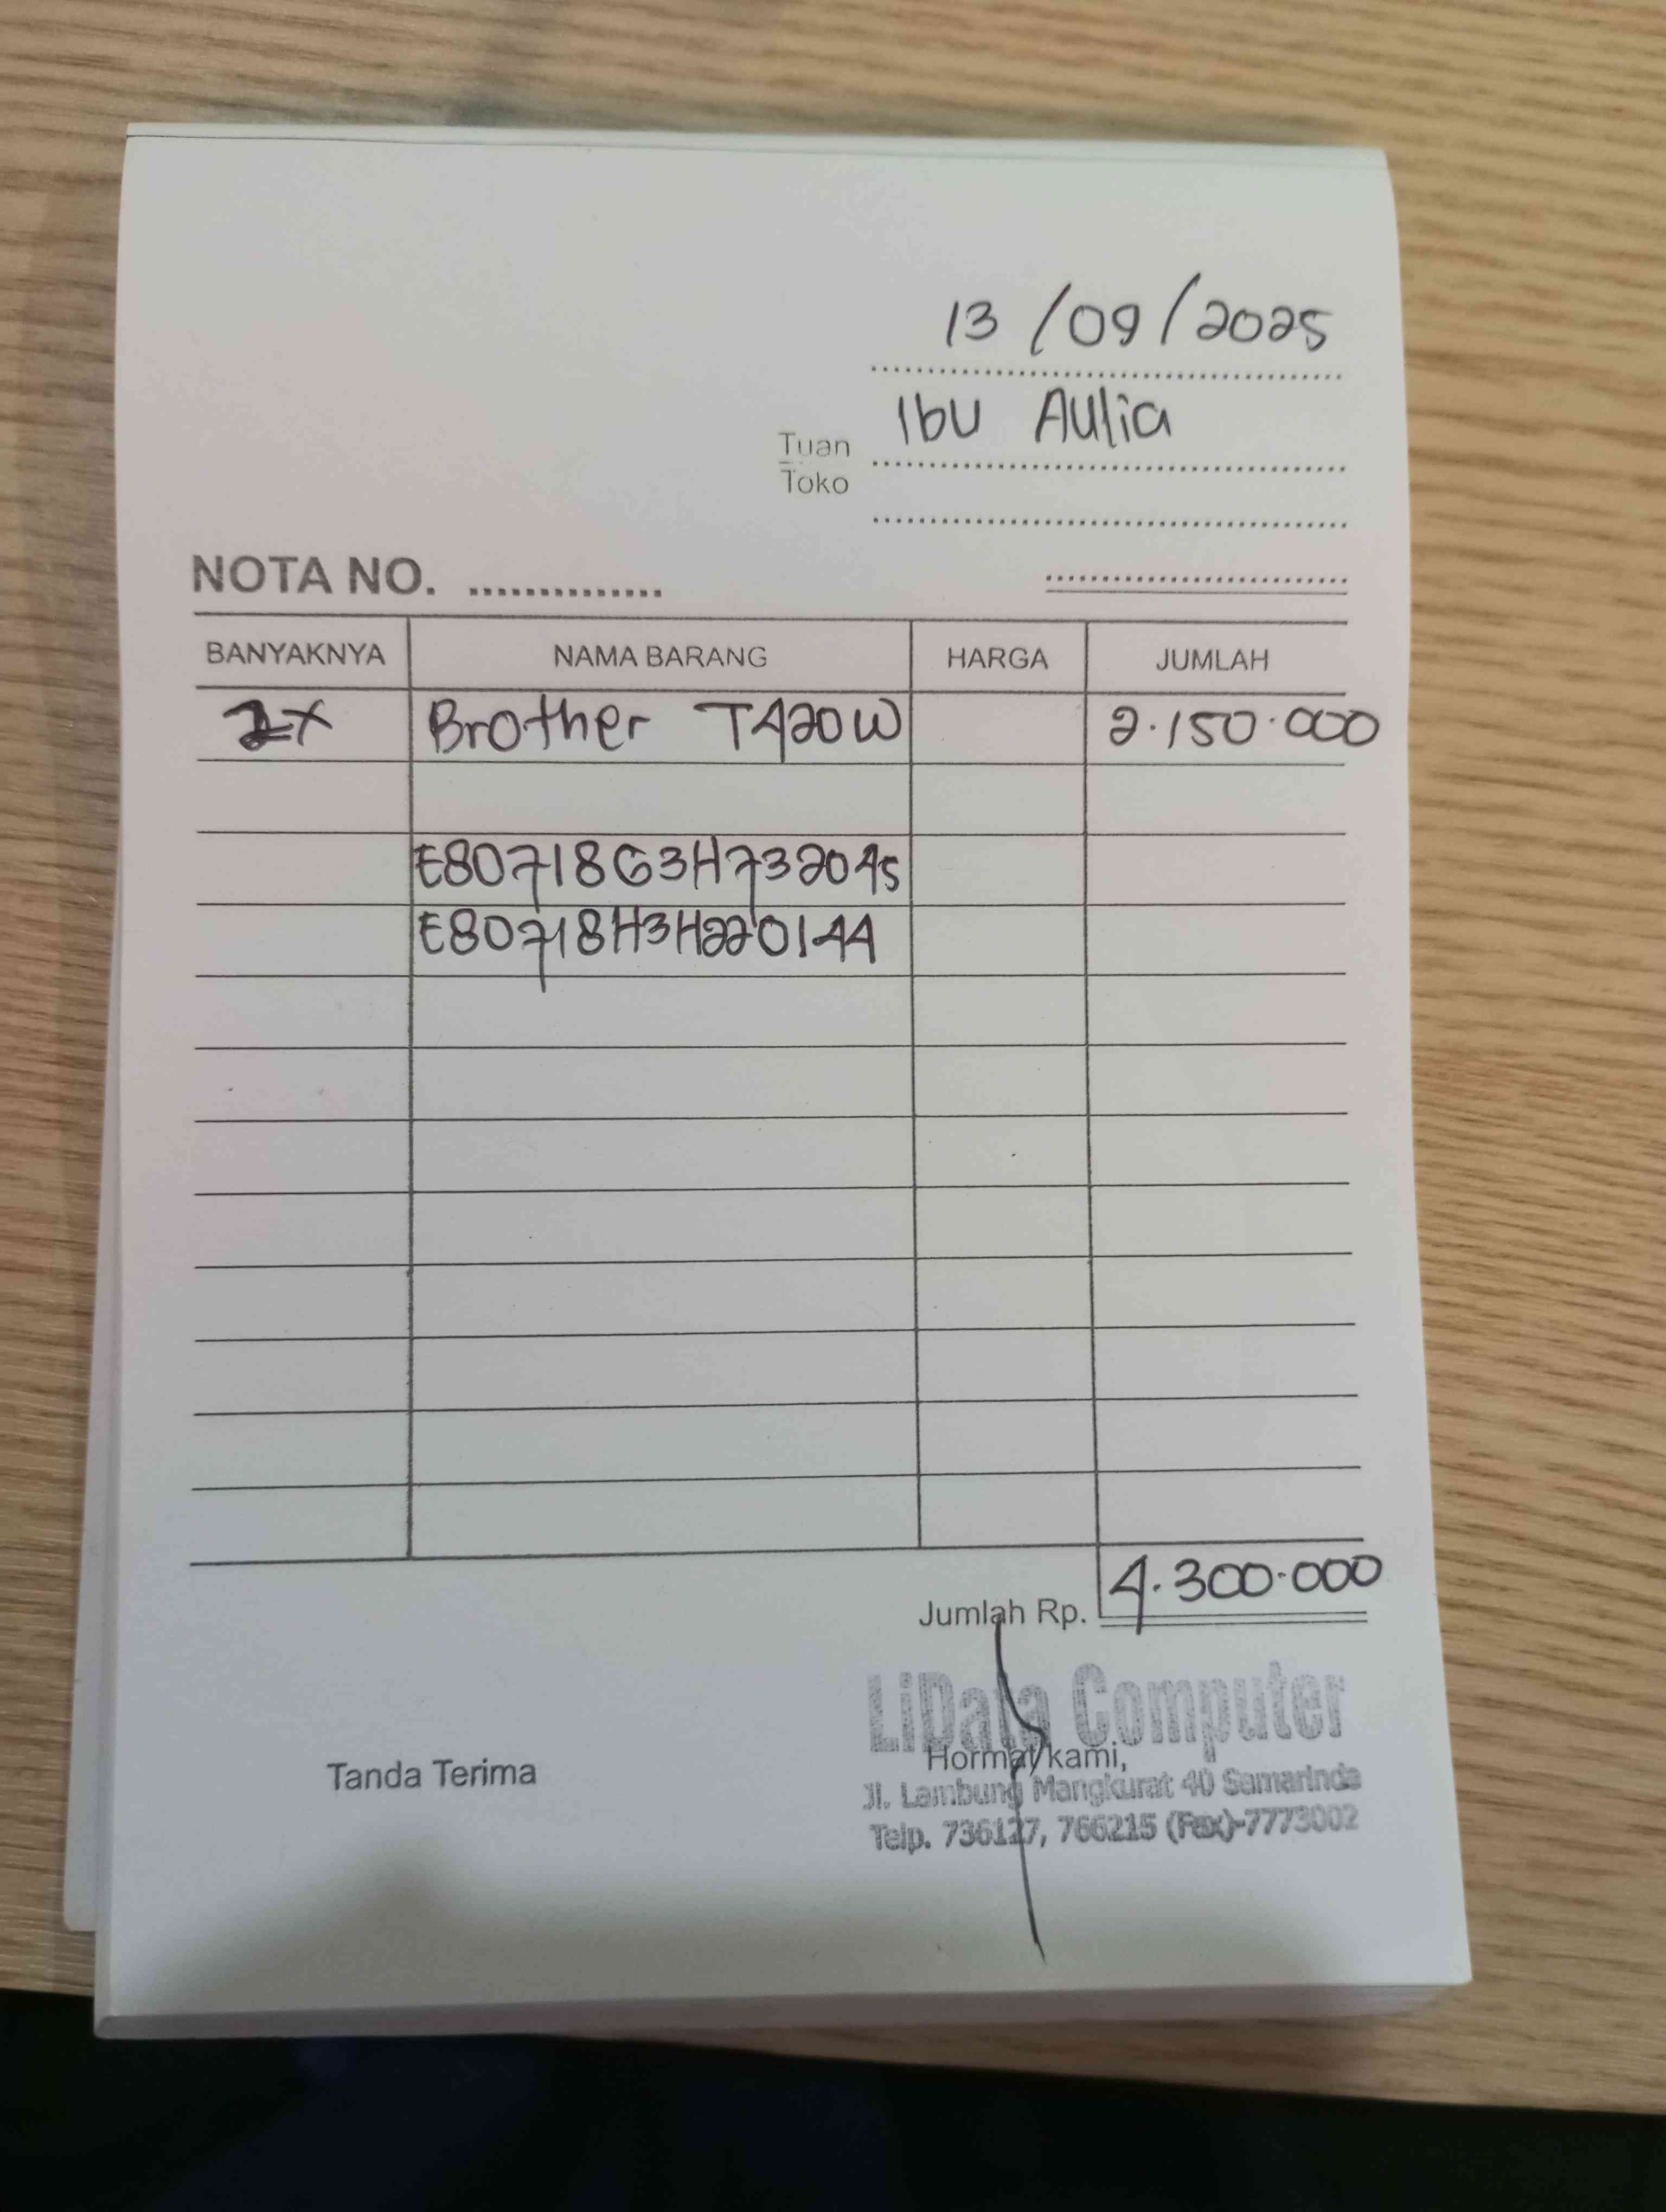 13/09/2025
Tuan Ibu Aulia
Toko
NOTA NO. ..............
BANYAKNYA NAMA BARANG HARGA JUMLAH
2x Brother T420W 2.150.000
E80718G3H732045
E80718H3H220144
Jumlah Rp. 4.300.000
LiData Computer
Tanda Terima Hormat kami,
Jl. Lambung Mangkurat 40 Samarinda
Telp. 736127, 766215 (Fax)-7773002